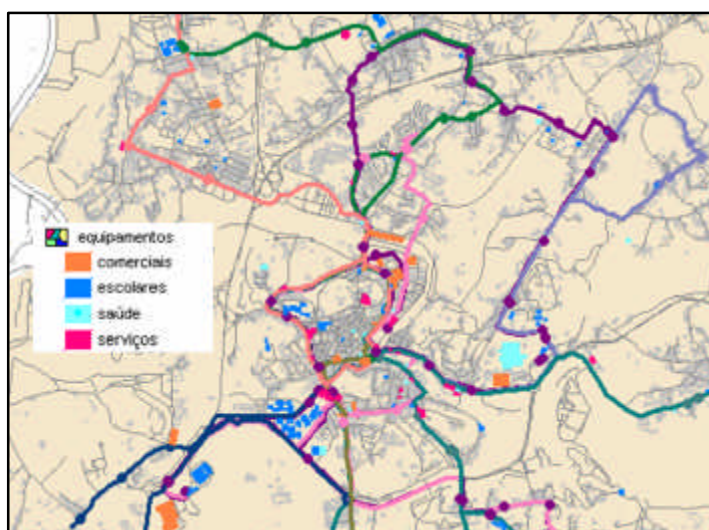 equipamentos
comerciais
escolares
saúde
serviços